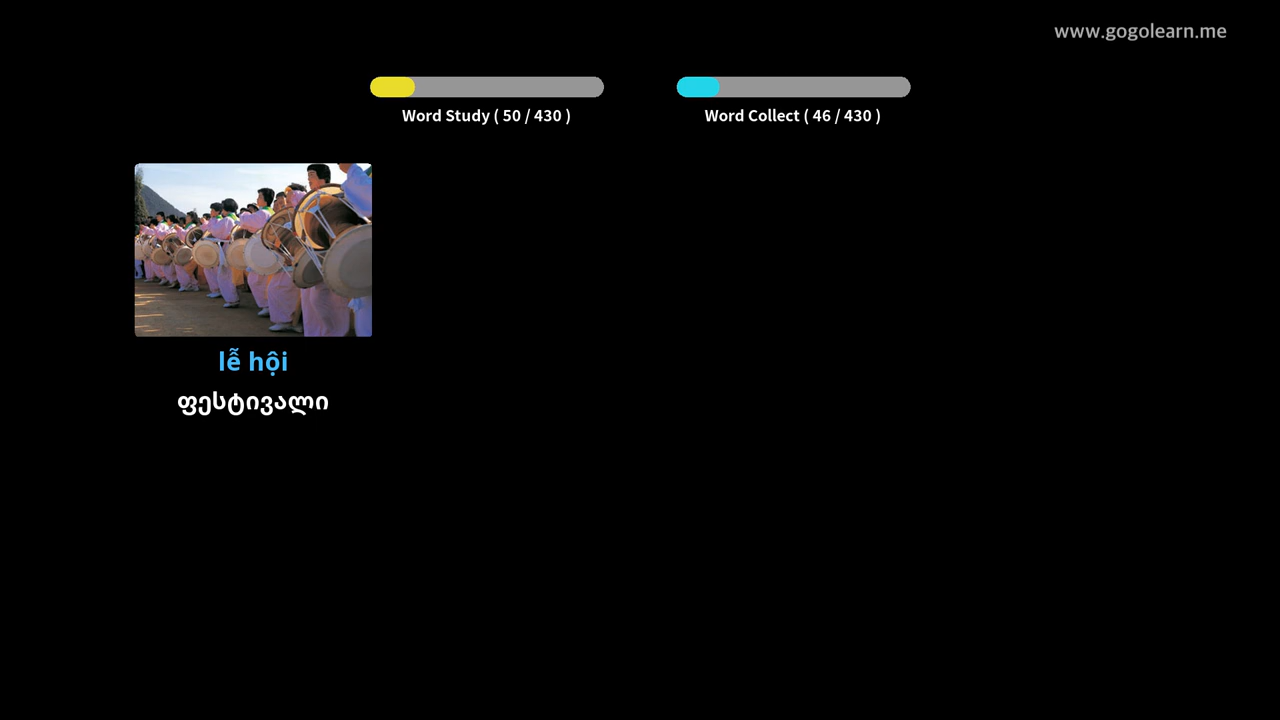 www.gogolearn.me
Word Study ( 50 / 430 )
Word Collect ( 46 / 430 )
lễ hội
ფესტივალი